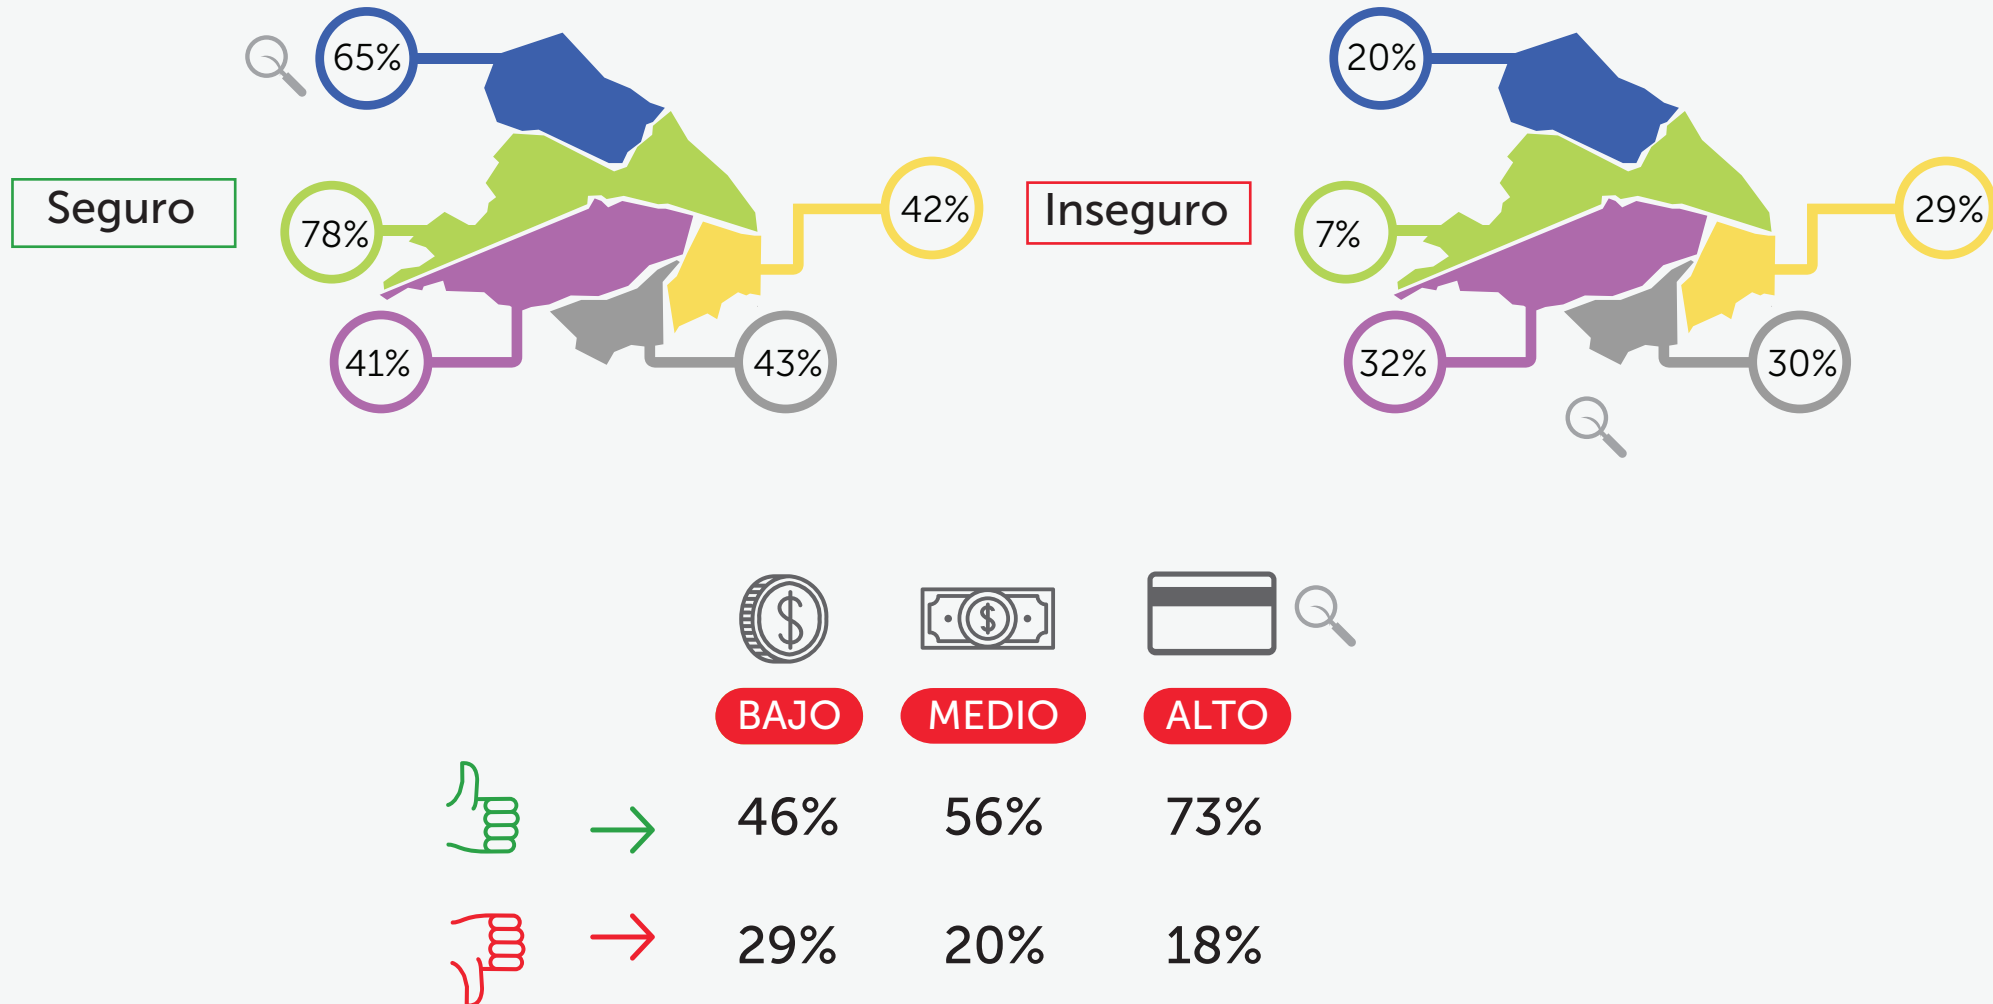 65%
20%
Seguro
78%
42%
Inseguro
7%
29%
41%
43%
32%
30%
$ $
BAJO MEDIO ALTO
46% 56% 73%
29% 20% 18%